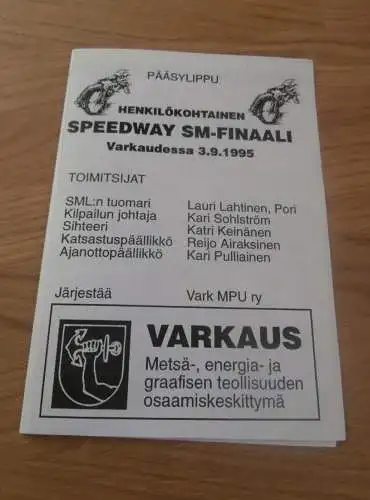 PÄÄSYLIPPU
HENKILÖKOHTAINEN
SPEEDWAY SM-FINAALI
Varkaudessa 3.9.1995
TOIMITSIJAT
SML:n tuomari Lauri Lahtinen, Pori
Kilpailun johtaja Kari Sohlström
Sihteeri Katri Keinänen
Katsastuspäällikkö Reijo Airaksinen
Ajanottopäällikkö Kari Pulliainen
Järjestää Vark MPU ry
VARKAUS
Metsä-, energia- ja
graafisen teollisuuden
osaamiskeskittymä